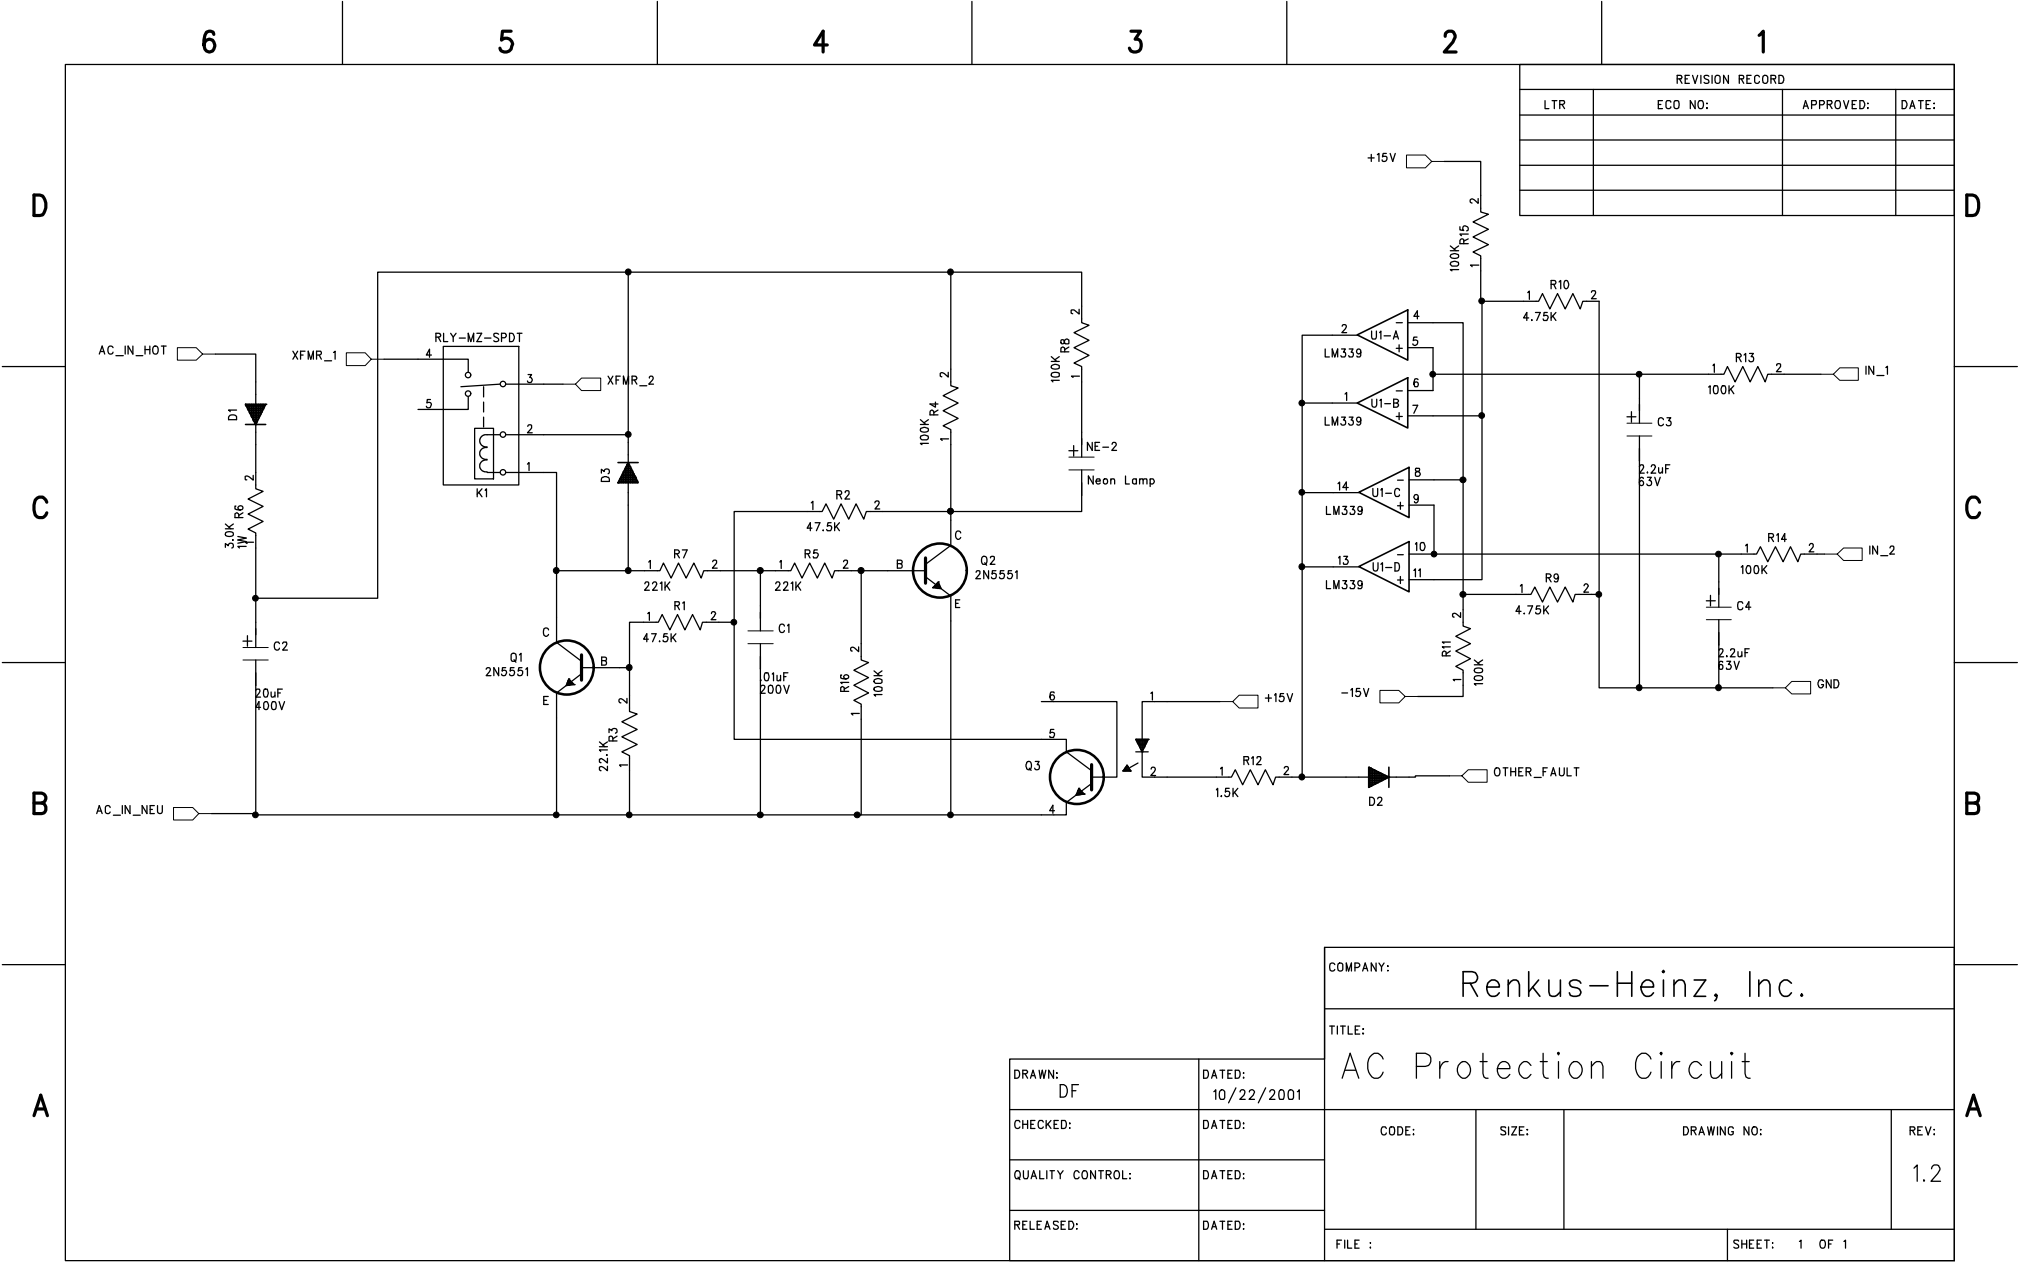 6 5 4 3 2 1
REVISION RECORD
LTR ECO NO: APPROVED: DATE:
D D
+15V
2
R15
100K
1
1 R10 2
4.75K
RLY-MZ-SPDT
AC_IN_HOT
XFMR_1 4
3 XFMR_2
5
2
1
K1
D1
2
R6
3.0K
1W
1
D3
2
R4
100K
1
2
R8
100K
1
NE-2
+
Neon Lamp
2 U1-A - 4
+ 5
LM339
1 U1-B - 6
+ 7
LM339
14 U1-C - 8
+ 9
LM339
13 U1-D - 10
+ 11
LM339
1 R13 2 IN_1
100K
+ C3
2.2uF
63V
C C
1 R14 2 IN_2
100K
+ C4
2.2uF
63V
1 R9 2
4.75K
2
R11
100K
1
-15V
GND
1 R2 2
47.5K
1 R7 2
221K
1 R5 2
221K
B C E
Q2
2N5551
1 R1 2
47.5K
C1
.01uF
200V
+ C2
20uF
400V
C B E
Q1
2N5551
2
R3
22.1K
1
2
R16
100K
1
6 1 +15V
5
Q3
4
2
1 R12 2
1.5K
D2
OTHER_FAULT
B AC_IN_NEU B
COMPANY:
Renkus-Heinz, Inc.
TITLE:
AC Protection Circuit
A A
DRAWN: DF DATED: 10/22/2001
CHECKED: DATED:
QUALITY CONTROL: DATED:
RELEASED: DATED:
CODE: SIZE: DRAWING NO: REV:
1.2
FILE : SHEET: 1 OF 1